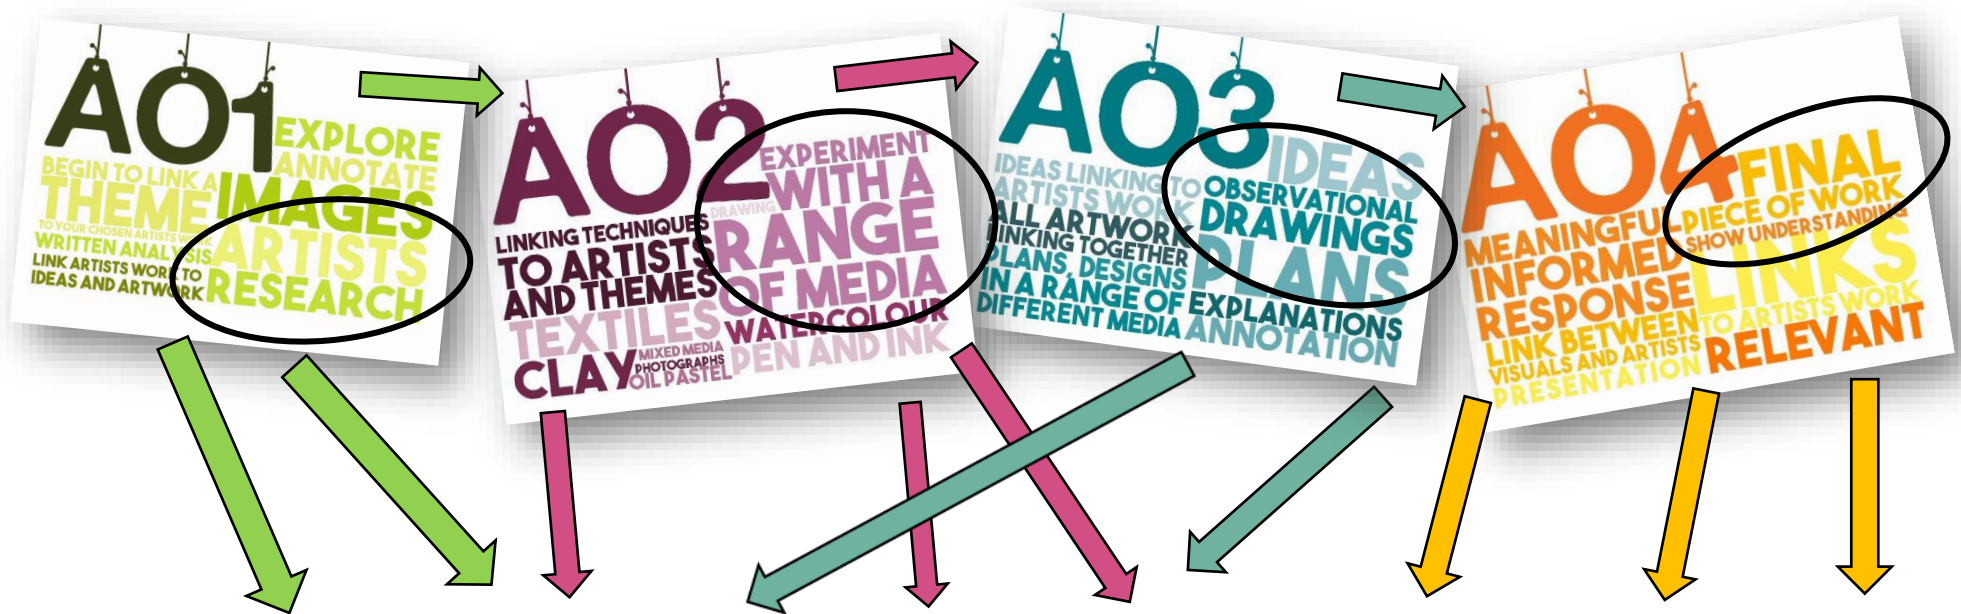 AO1
EXPLORE
ANNOTATE
BEGIN TO LINK A
THEME
IMAGES
TO YOUR CHOSEN ARTISTS WORK
ARTISTS
WRITTEN ANALYSIS
LINK ARTISTS WORK TO
IDEAS AND ARTWORK
RESEARCH
AO2
EXPERIMENT
WITH A
DRAWING
RANGE
OF MEDIA
LINKING TECHNIQUES
TO ARTISTS
AND THEMES
TEXTILES
WATERCOLOUR
CLAY
MIXED MEDIA
PHOTOGRAPHS
OIL PASTEL
PEN AND INK
AO3
IDEAS
IDEAS LINKING TO
ARTISTS WORK
OBSERVATIONAL
DRAWINGS
ALL ARTWORK
LINKING TOGETHER
PLANS
PLANS, DESIGNS
IN A RANGE OF
DIFFERENT MEDIA
EXPLANATIONS
ANNOTATION
AO4
FINAL
PIECE OF WORK
SHOW UNDERSTANDING
MEANINGFUL
INFORMED
RESPONSE
LINKS
TO ARTISTS WORK
LINK BETWEEN
VISUALS AND ARTISTS
PRESENTATION
RELEVANT